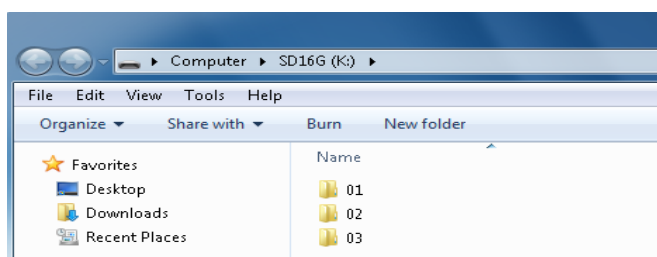 Computer SD16G (K:)
File Edit View Tools Help
Organize Share with Burn New folder
Favorites
Desktop
Downloads
Recent Places
Name
01
02
03